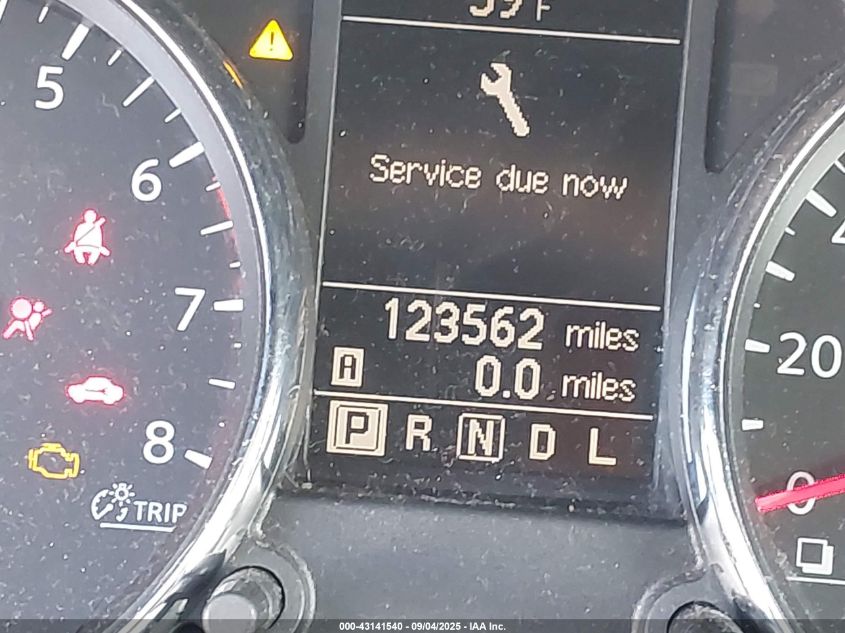 5
6
7
8
TRIP
Service due now
123562 miles
A 0.0 miles
P R N D L
20
0
000-43141540 - 09/04/2025 - IAA Inc.